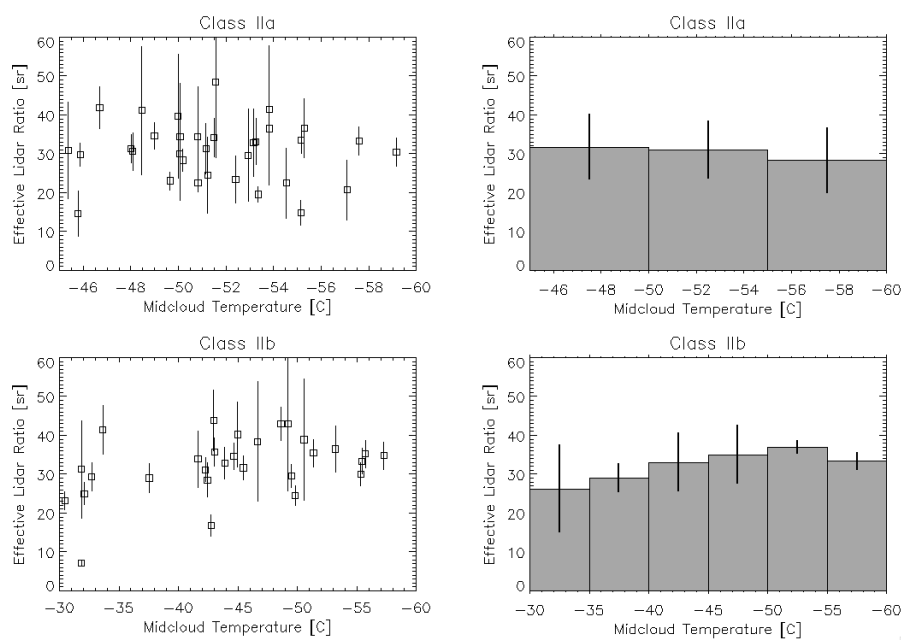 Class IIa
Effective Lidar Ratio [sr]
60
50
40
30
20
10
0
−46 −48 −50 −52 −54 −56 −58 −60
Midcloud Temperature [C]
Class IIa
Effective Lidar Ratio [sr]
60
50
40
30
20
10
0
−46 −48 −50 −52 −54 −56 −58 −60
Midcloud Temperature [C]
Class IIb
Effective Lidar Ratio [sr]
60
50
40
30
20
10
0
−30 −35 −40 −45 −50 −55 −60
Midcloud Temperature [C]
Class IIb
Effective Lidar Ratio [sr]
60
50
40
30
20
10
0
−30 −35 −40 −45 −50 −55 −60
Midcloud Temperature [C]